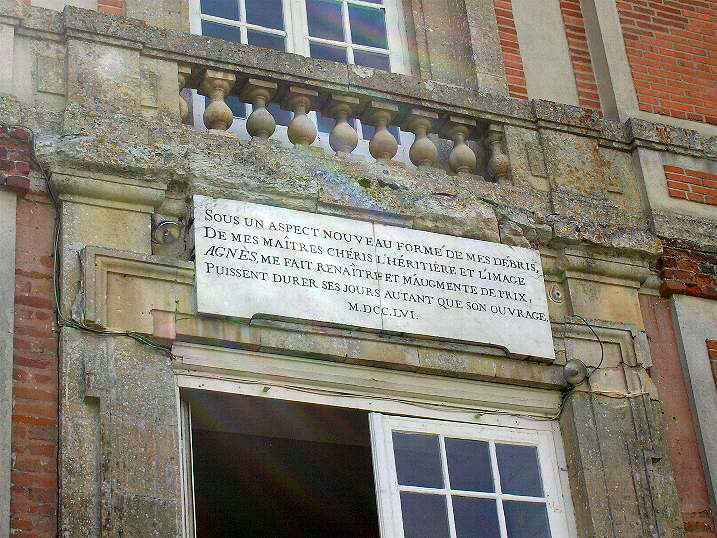 SOUS UN ASPECT NOUVEAU FORMÉ DE MES DÉBRIS,
DE MES MAÎTRES CHÉRIS L'HÉRITIÈRE ET L'IMAGE
AGNÈS, ME FAIT RENAÎTRE ET M'AUGMENTE DE PRIX,
PUISSENT DURER SES JOURS AUTANT QUE SON OUVRAGE.
M.DCC.LVI.